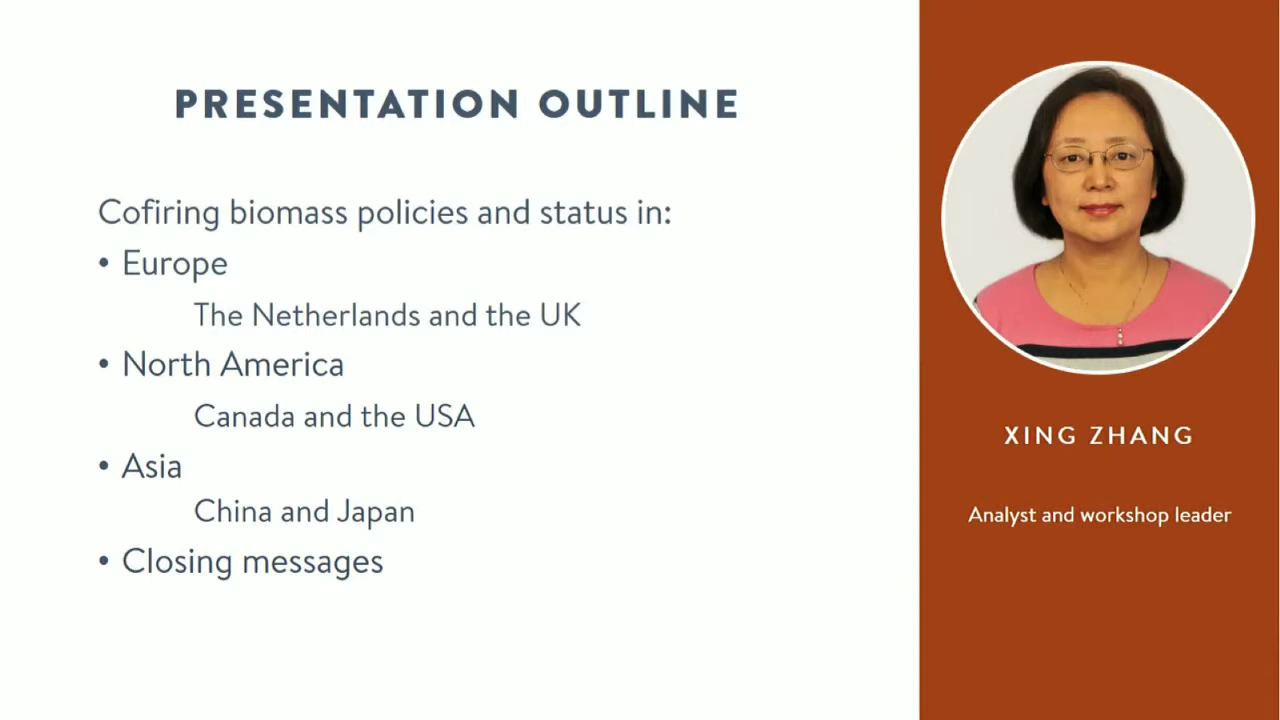 PRESENTATION OUTLINE
Cofiring biomass policies and status in:
• Europe
The Netherlands and the UK
• North America
Canada and the USA
• Asia
China and Japan
• Closing messages
XING ZHANG
Analyst and workshop leader